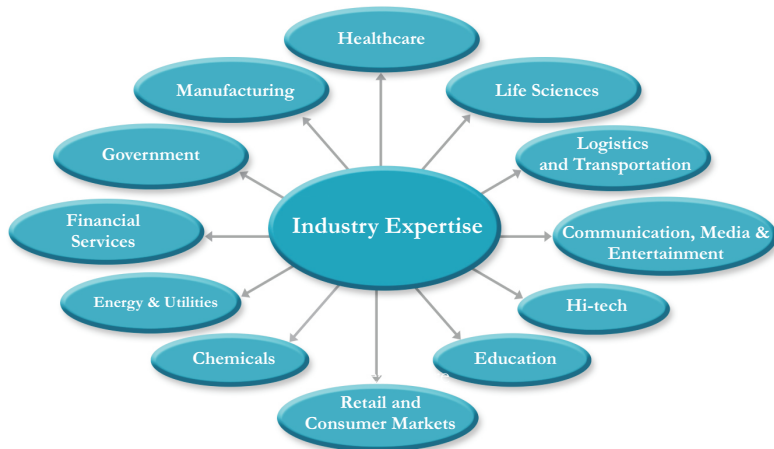 Healthcare
Manufacturing
Life Sciences
Government
Logistics
and Transportation
Industry Expertise
Financial
Services
Communication, Media &
Entertainment
Energy & Utilities
Hi-tech
Chemicals
Education
Retail and
Consumer Markets